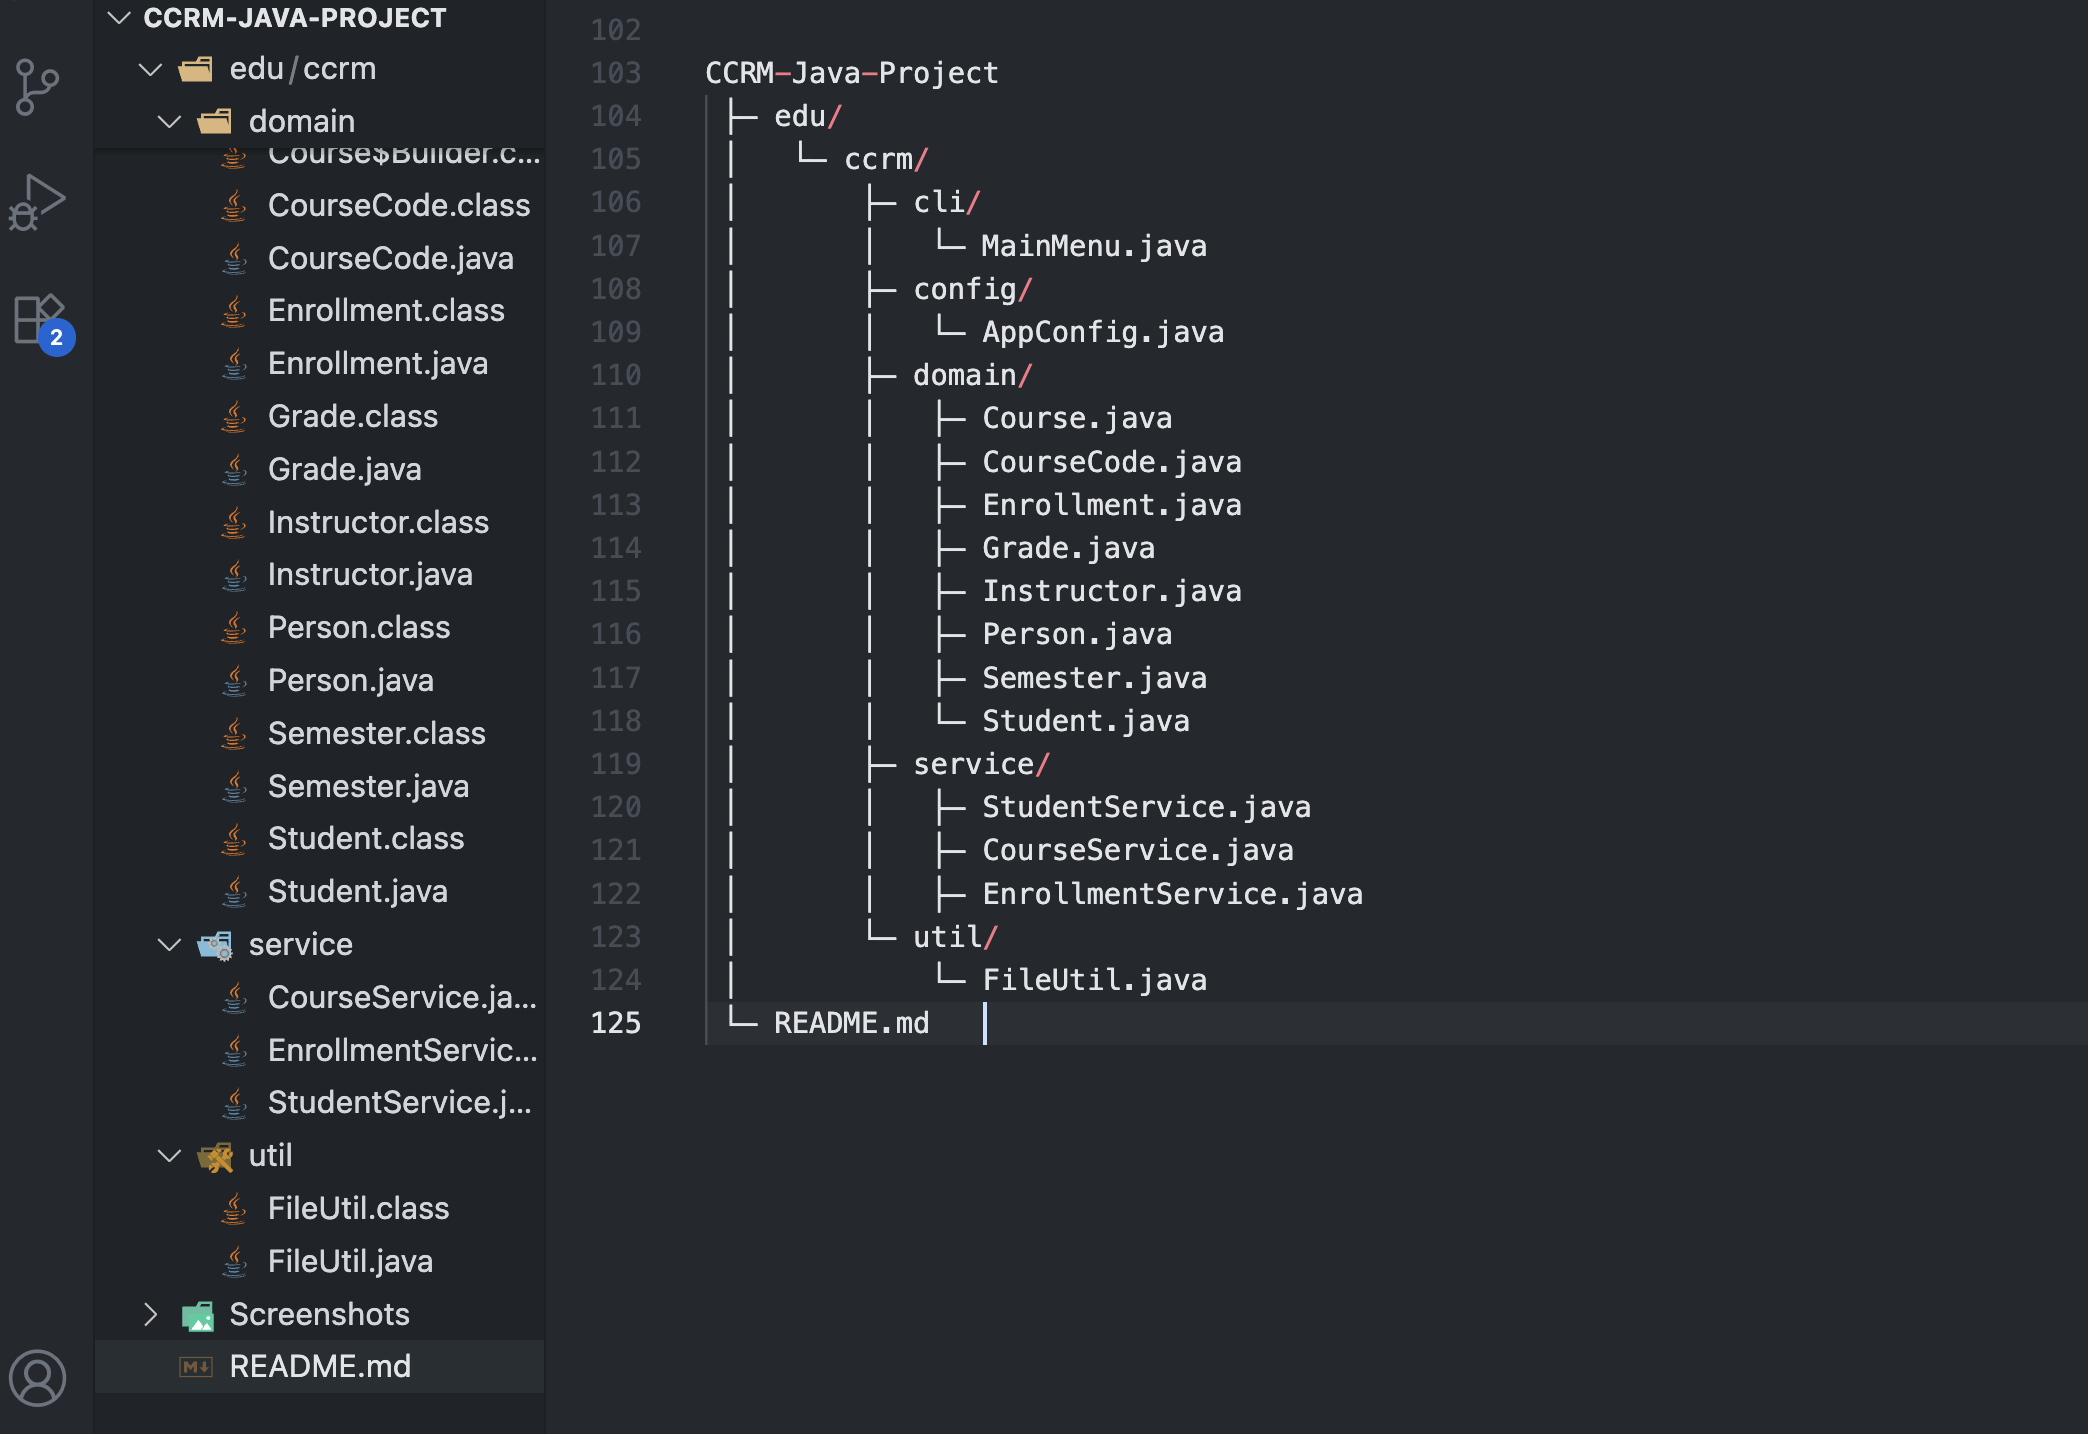 CCRM-JAVA-PROJECT
edu/ccrm
domain
Course$Builder.c...
CourseCode.class
CourseCode.java
Enrollment.class
Enrollment.java
Grade.class
Grade.java
Instructor.class
Instructor.java
Person.class
Person.java
Semester.class
Semester.java
Student.class
Student.java
service
CourseService.ja...
EnrollmentServic...
StudentService.j...
util
FileUtil.class
FileUtil.java
Screenshots
README.md
2
102
103 CCRM-Java-Project
104 ├─ edu/
105 │   └─ ccrm/
106 │       ├─ cli/
107 │       │   └─ MainMenu.java
108 │       ├─ config/
109 │       │   └─ AppConfig.java
110 │       ├─ domain/
111 │       │   ├─ Course.java
112 │       │   ├─ CourseCode.java
113 │       │   ├─ Enrollment.java
114 │       │   ├─ Grade.java
115 │       │   ├─ Instructor.java
116 │       │   ├─ Person.java
117 │       │   ├─ Semester.java
118 │       │   └─ Student.java
119 │       ├─ service/
120 │       │   ├─ StudentService.java
121 │       │   ├─ CourseService.java
122 │       │   ├─ EnrollmentService.java
123 │       └─ util/
124 │           └─ FileUtil.java
125 └─ README.md